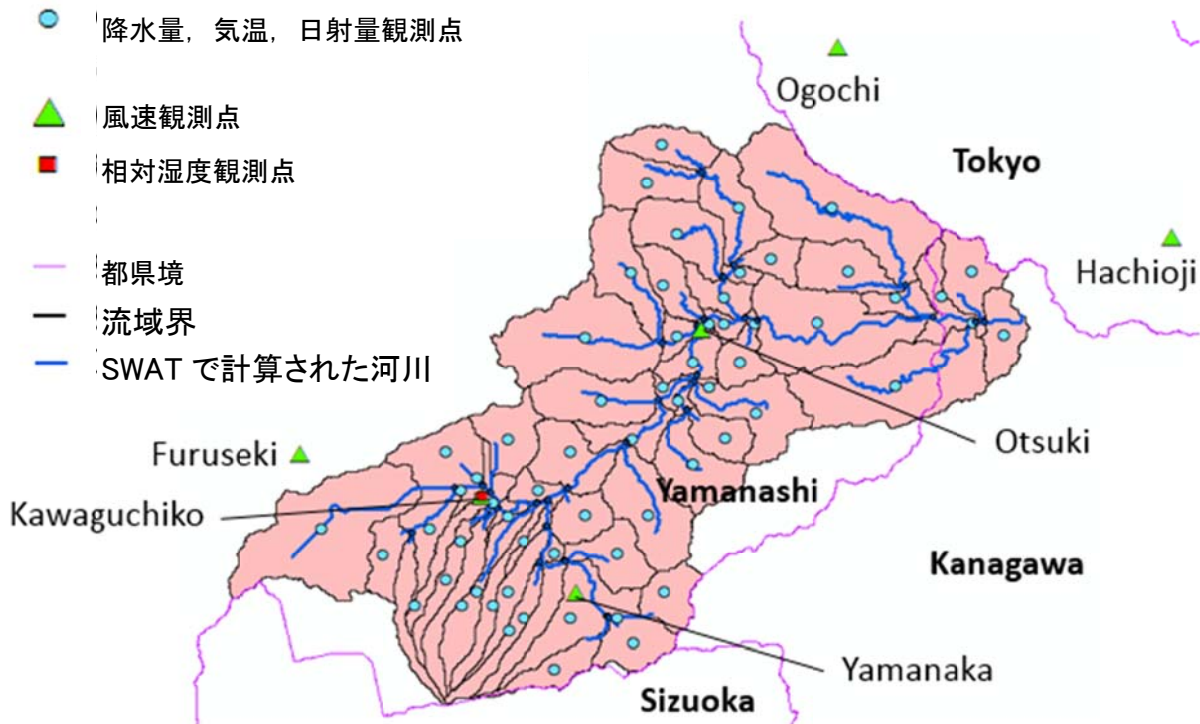 降水量, 気温, 日射量観測点
風速観測点
相対湿度観測点
都県境
流域界
SWAT で計算された河川
Ogochi
Tokyo
Hachioji
Otsuki
Furuseki
Yamanashi
Kawaguchiko
Kanagawa
Yamanaka
Sizuoka